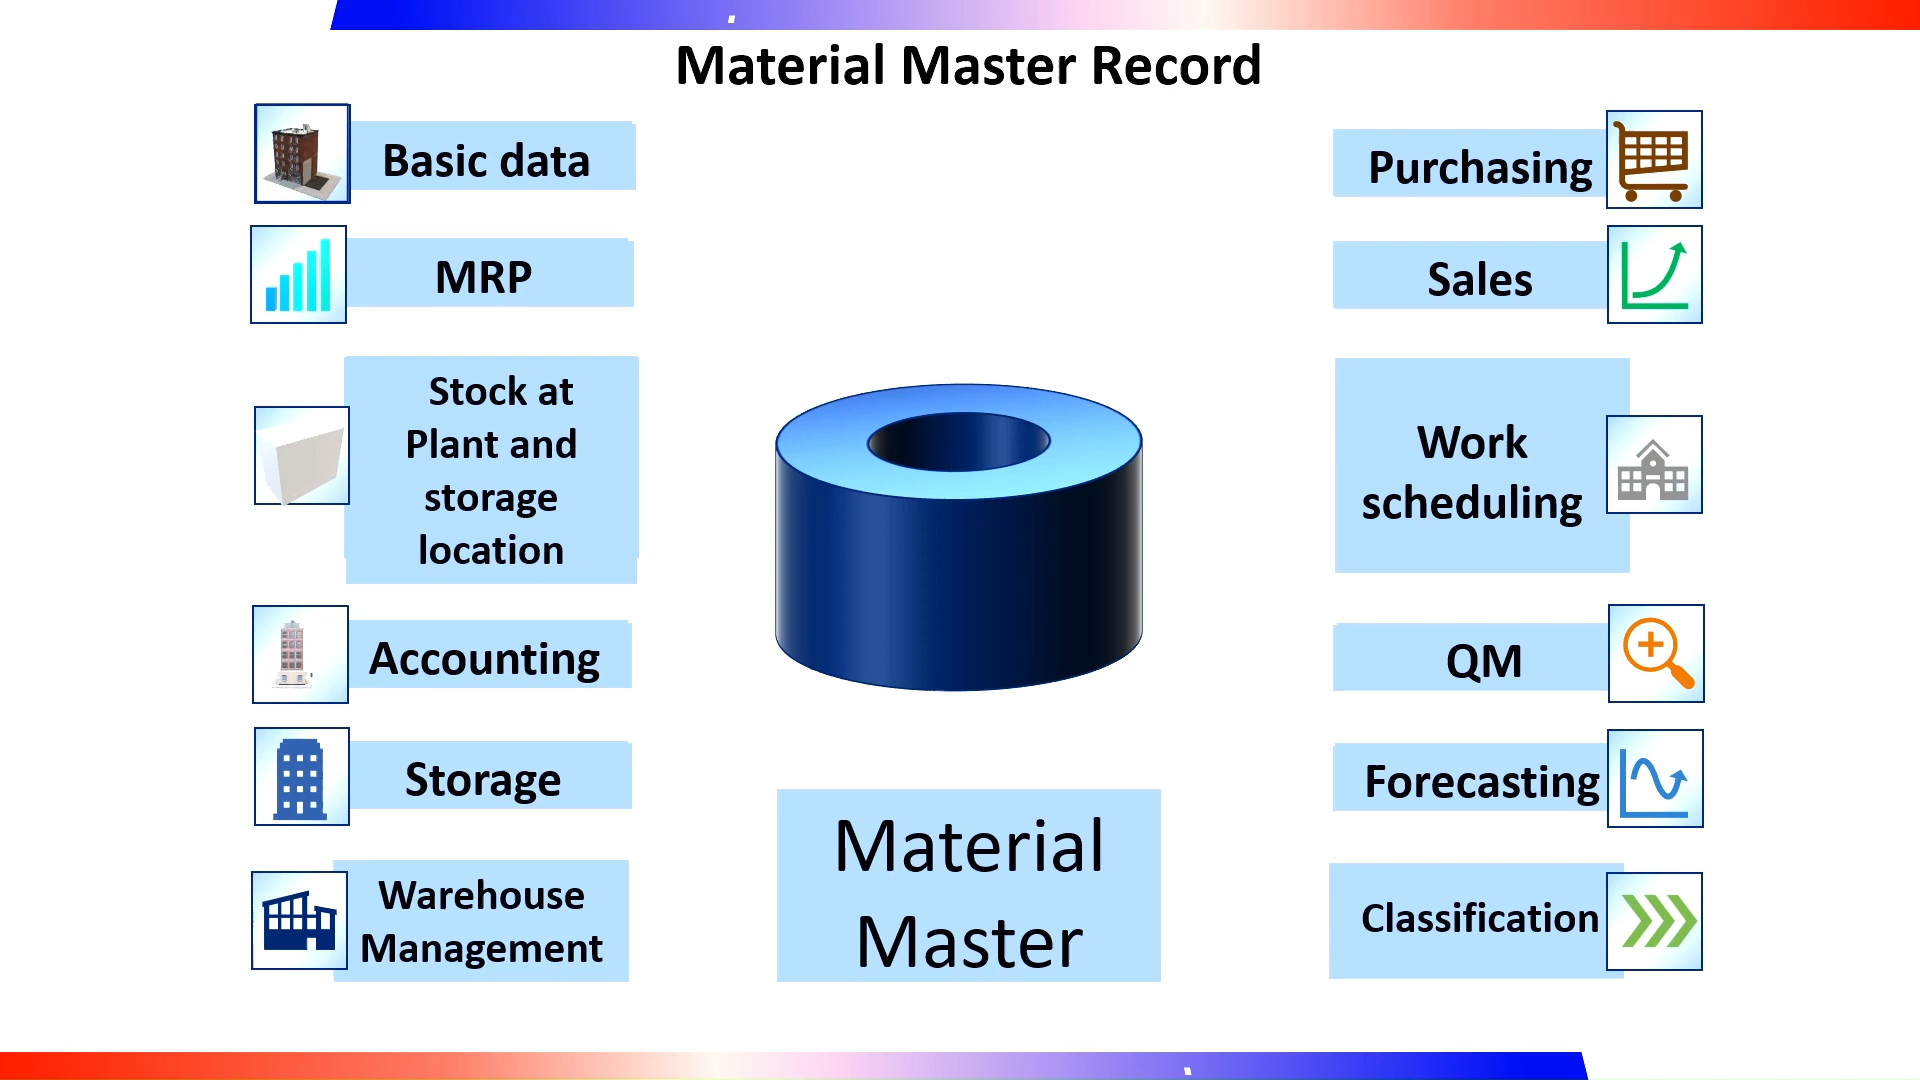 Material Master Record
Basic data
MRP
Stock at
Plant and
storage
location
Accounting
Storage
Warehouse
Management
Material
Master
Purchasing
Sales
Work
scheduling
QM
Forecasting
Classification